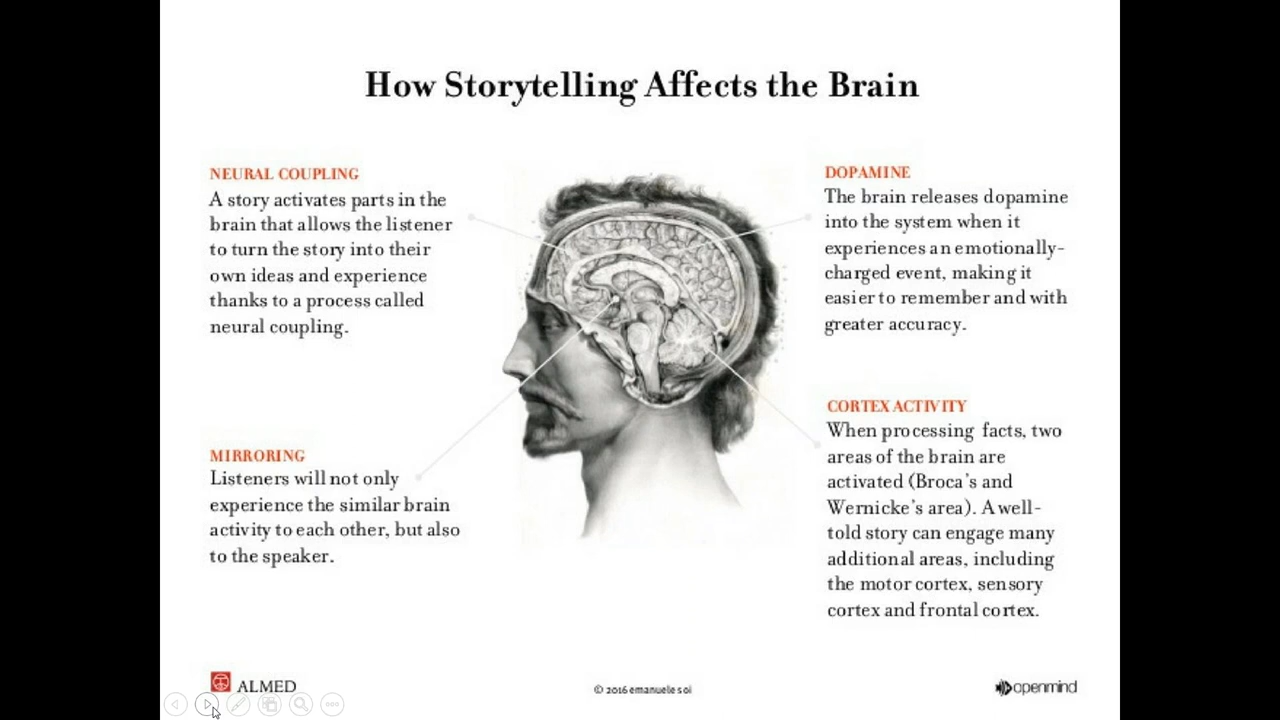 How Storytelling Affects the Brain
NEURAL COUPLING
A story activates parts in the
brain that allows the listener
to turn the story into their
own ideas and experience
thanks to a process called
neural coupling.
MIRRORING
Listeners will not only
experience the similar brain
activity to each other, but also
to the speaker.
DOPAMINE
The brain releases dopamine
into the system when it
experiences an emotionally-
charged event, making it
easier to remember and with
greater accuracy.
CORTEX ACTIVITY
When processing facts, two
areas of the brain are
activated (Broca's and
Wernicke's area). A well-
told story can engage many
additional areas, including
the motor cortex, sensory
cortex and frontal cortex.
ALMED
© 2016 emanuele soi
openmind